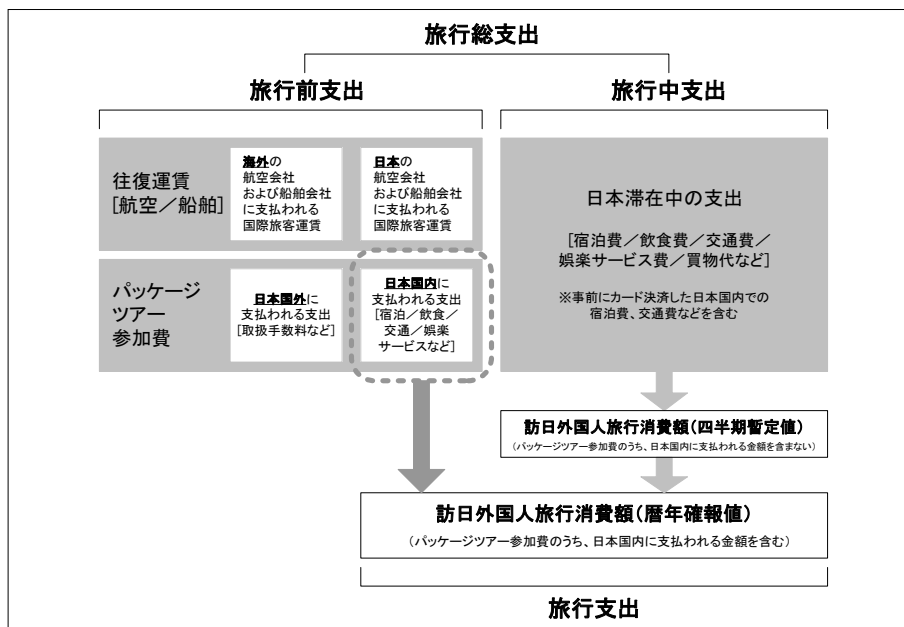 旅行総支出
旅行前支出
旅行中支出
往復運賃
[航空／船舶]
海外の
航空会社
および船舶会社
に支払われる
国際旅客運賃
日本の
航空会社
および船舶会社
に支払われる
国際旅客運賃
パッケージ
ツアー
参加費
日本国外に
支払われる支出
[取扱手数料など]
日本国内に
支払われる支出
[宿泊／飲食／
交通／娯楽
サービスなど]
日本滞在中の支出
[宿泊費／飲食費／交通費／
娯楽サービス費／買物代など]
※事前にカード決済した日本国内での
宿泊費、交通費などを含む
訪日外国人旅行消費額(四半期暫定値)
(パッケージツアー参加費のうち、日本国内に支払われる金額を含まない)
訪日外国人旅行消費額(暦年確報値)
(パッケージツアー参加費のうち、日本国内に支払われる金額を含む)
旅行支出